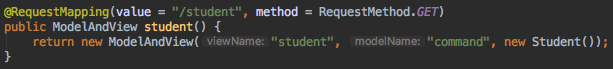 @RequestMapping(value = "/student", method = RequestMethod.GET)
public ModelAndView student() {
return new ModelAndView( viewName: "student", modelName: "command", new Student());
}